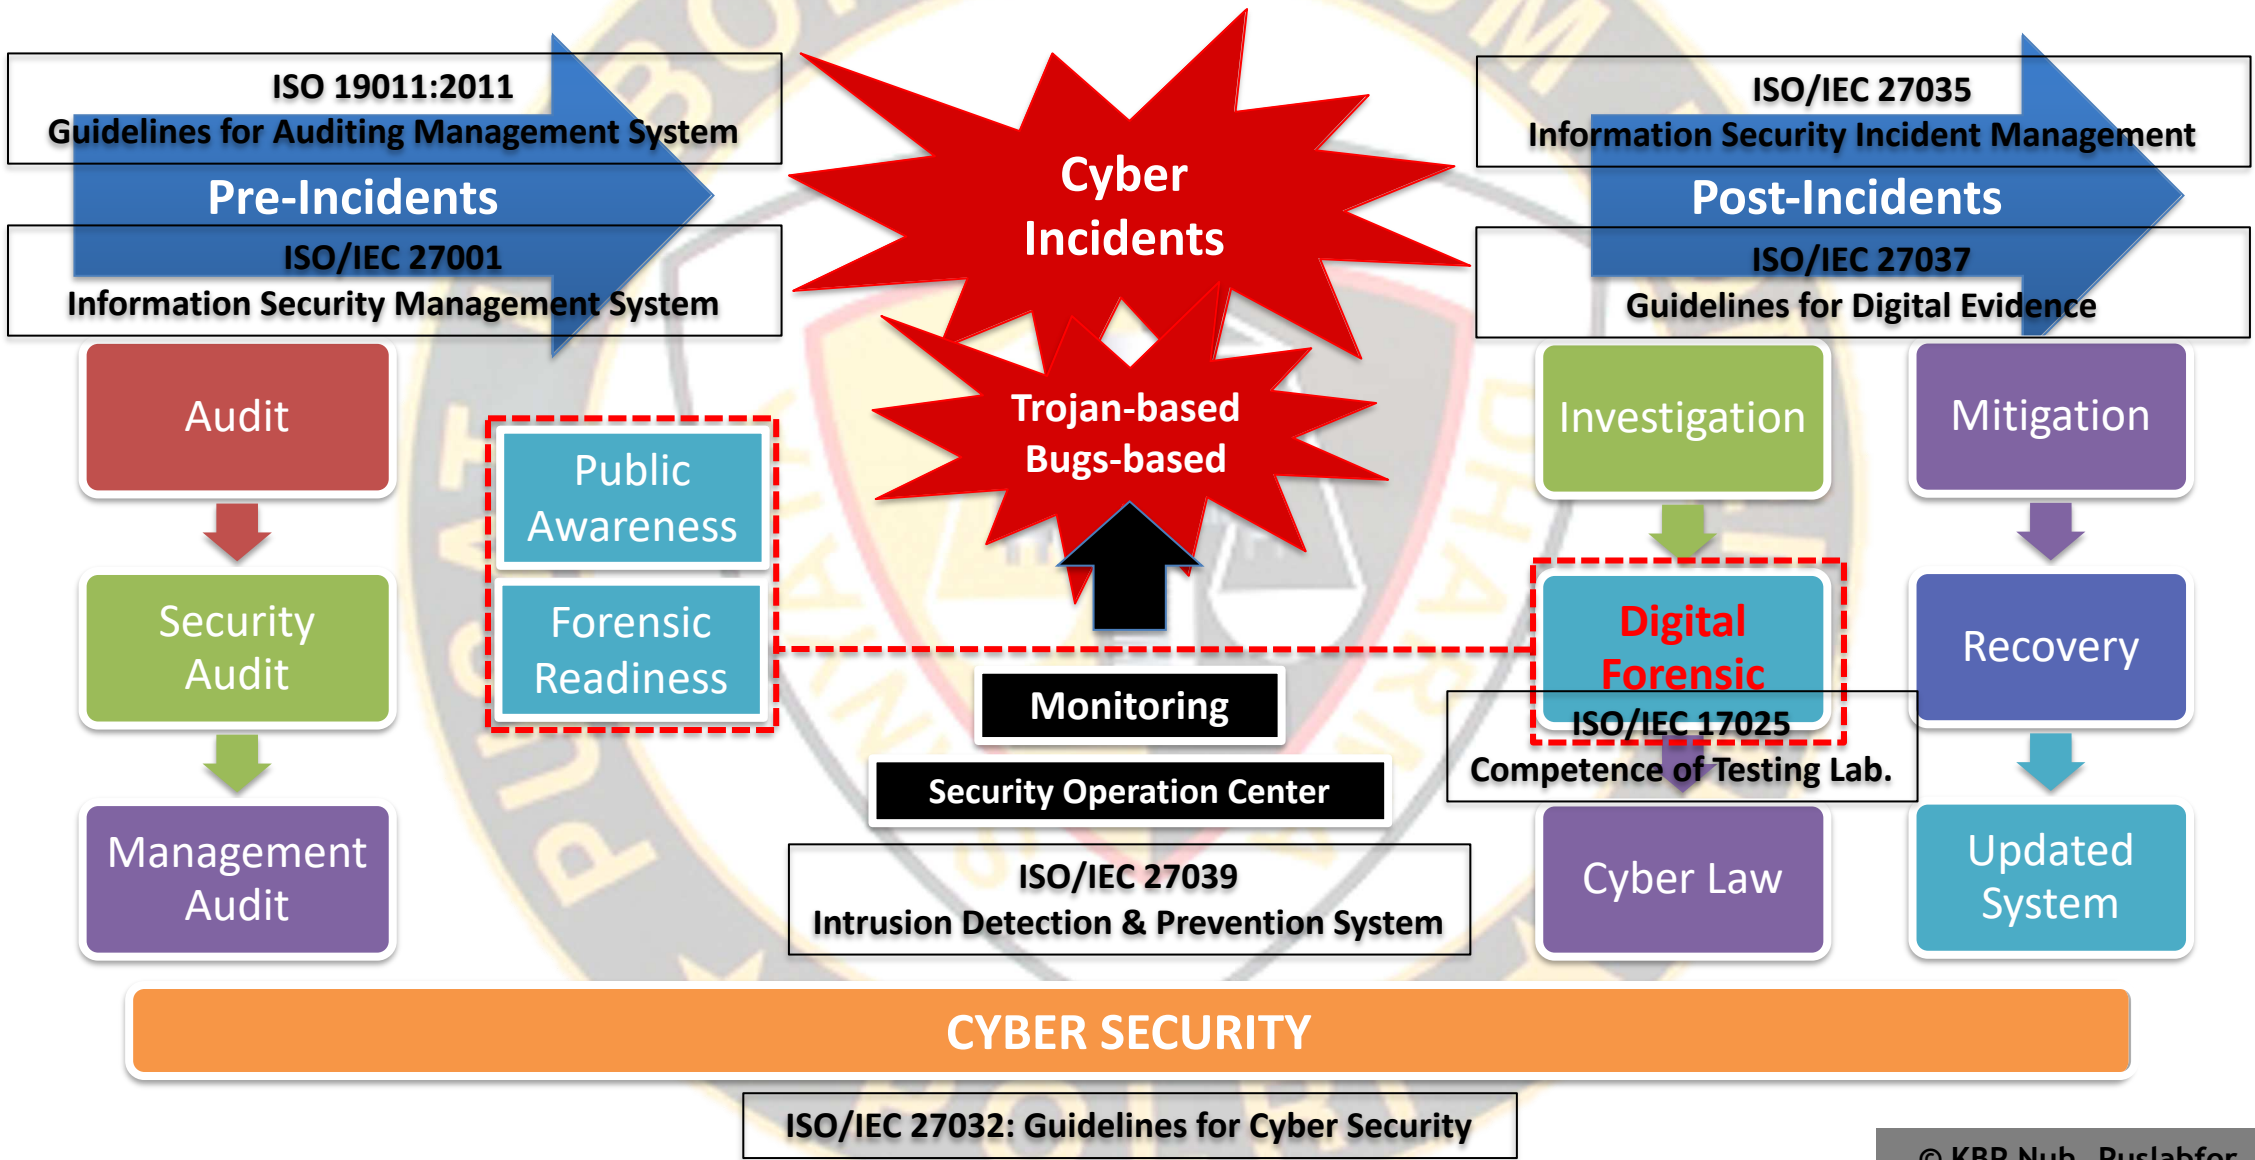 ISO 19011:2011
Guidelines for Auditing Management System
Pre-Incidents
ISO/IEC 27001
Information Security Management System
Cyber
Incidents
Trojan-based
Bugs-based
ISO/IEC 27035
Information Security Incident Management
Post-Incidents
ISO/IEC 27037
Guidelines for Digital Evidence
Audit
Security
Audit
Management
Audit
Public
Awareness
Forensic
Readiness
Monitoring
Security Operation Center
ISO/IEC 27039
Intrusion Detection & Prevention System
Investigation
Digital
Forensic
ISO/IEC 17025
Competence of Testing Lab.
Cyber Law
Mitigation
Recovery
Updated
System
CYBER SECURITY
ISO/IEC 27032: Guidelines for Cyber Security
PUSAT
DHARMA